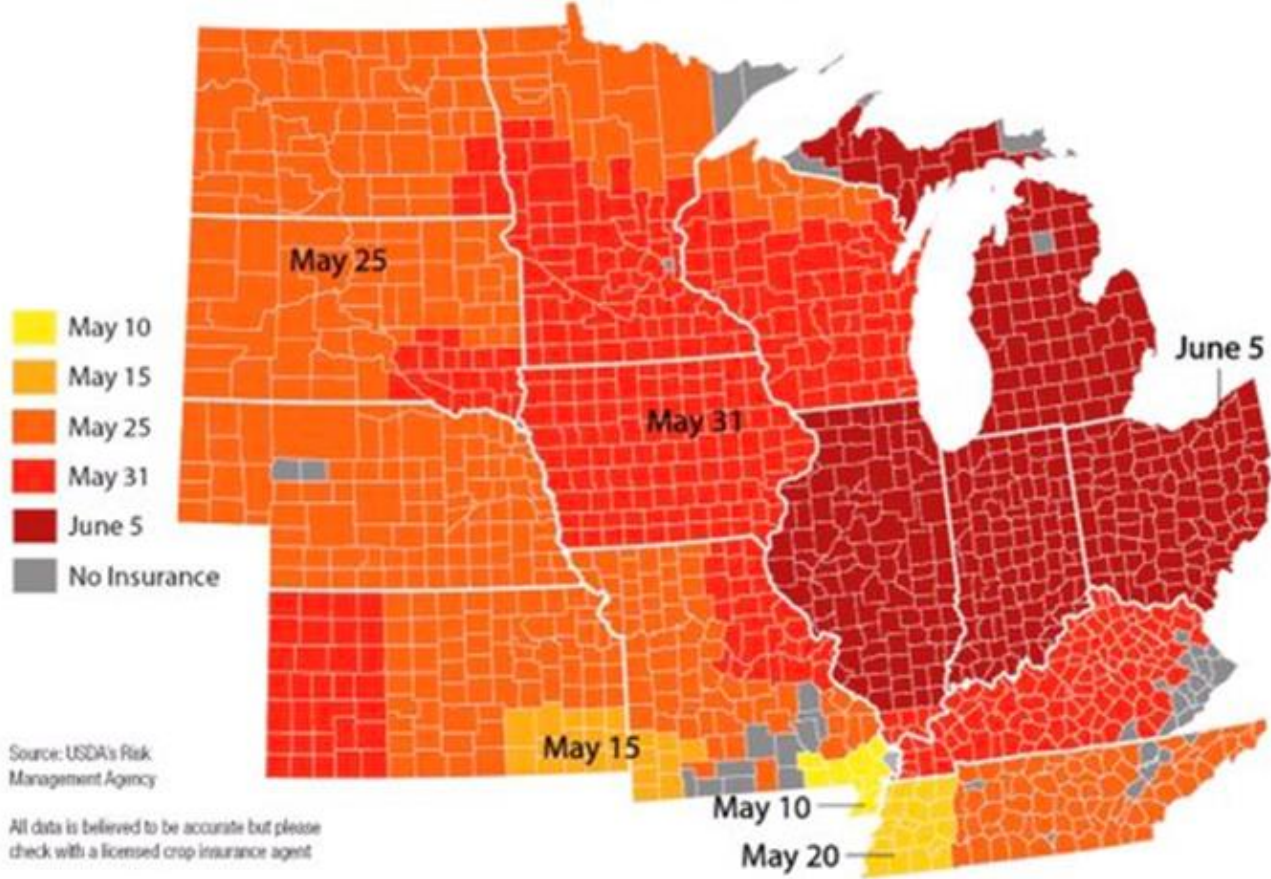 May 25
May 10
May 15
May 25
May 31
June 5
No Insurance
June 5
May 31
May 15
May 10
May 20
Source: USDA's Risk
Management Agency
All data is believed to be accurate but please
check with a licensed crop insurance agent